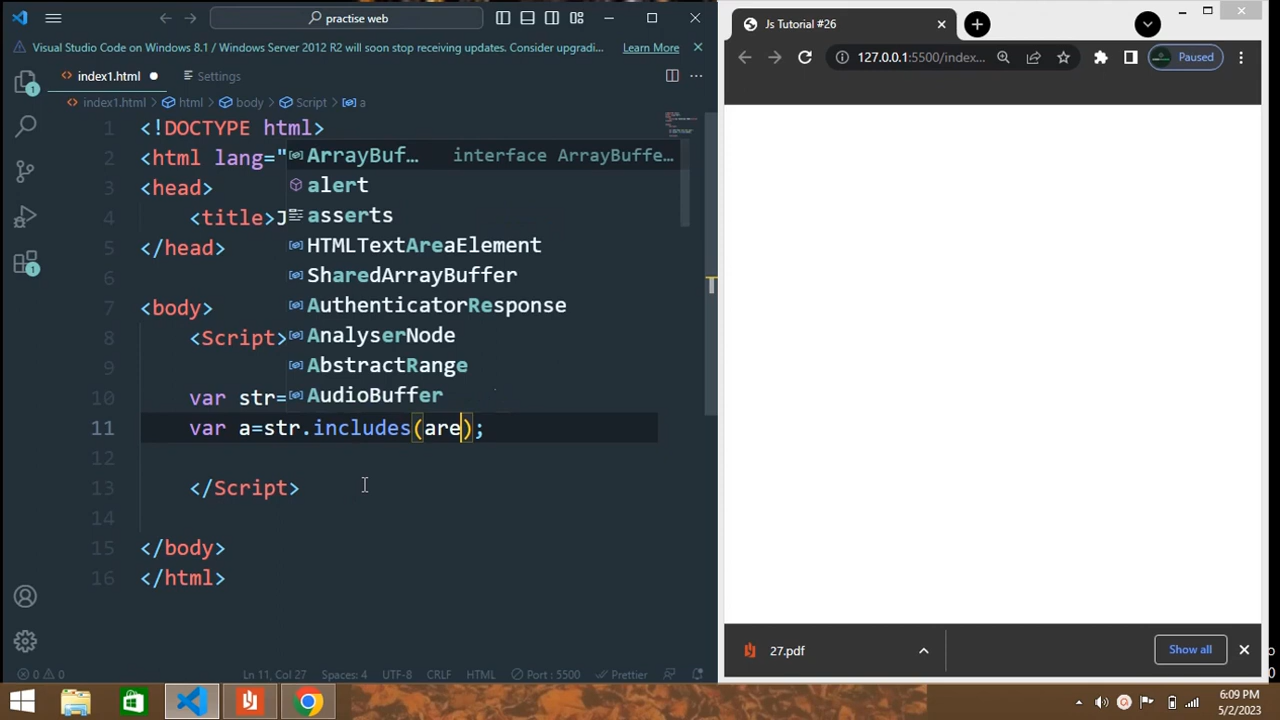 practise web
Js Tutorial #26
Visual Studio Code on Windows 8.1 / Windows Server 2012 R2 will soon stop receiving updates. Consider upgradi...
Learn More
127.0.0.1:5500/index...
Paused
index1.html
Settings
index1.html > html > body > Script > a
1 <!DOCTYPE html>
2 <html lang="
3 <head>
4 <title>J
5 </head>
6
7 <body>
8 <Script>
9
10 var str=
11 var a=str.includes(are);
12
13 </Script>
14
15 </body>
16 </html>
ArrayBuf... interface ArrayBuffe...
alert
asserts
HTMLTextAreaElement
SharedArrayBuffer
AuthenticatorResponse
AnalyserNode
AbstractRange
AudioBuffer
1
1
27.pdf
Show all
0 0 Ln 11, Col 27 Spaces: 4 UTF-8 CRLF HTML Port : 5500 Prettier
6:09 PM
5/2/2023